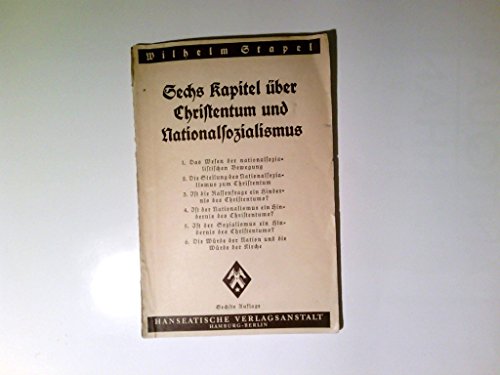 Wilhelm Stapel
Sechs Kapitel über
Christentum und
Nationalsozialismus
1. Das Wesen der nationalsozia-
listischen Bewegung
2. Die Stellung des Nationalsozia-
lismus zum Christentum
3. Ist die Rassenfrage ein Hinder-
nis des Christentums?
4. Ist der Nationalismus ein Hin-
dernis des Christentums?
5. Ist der Sozialismus ein Hin-
dernis des Christentums?
6. Die Würde der Nation und die
Würde der Kirche
Sechste Auflage
HANSEATISCHE VERLAGSANSTALT
HAMBURG-BERLIN